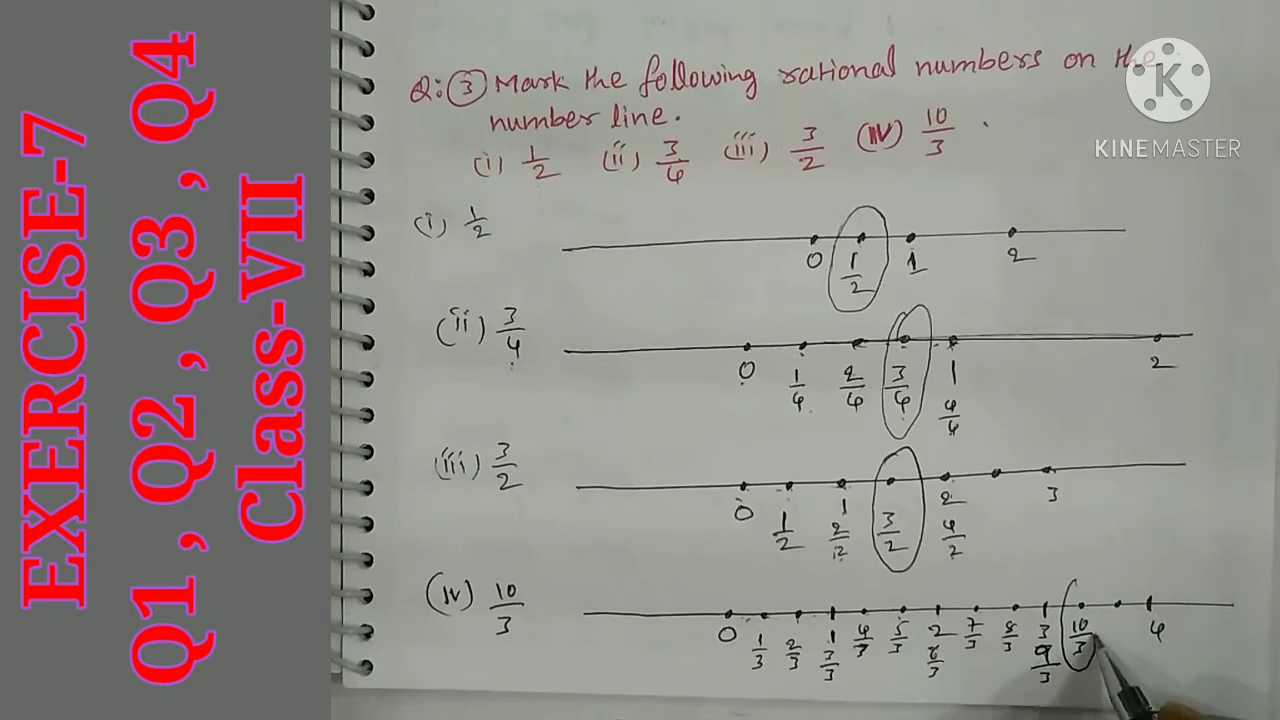 EXERCISE-7
Q1 , Q2 , Q3 , Q4
Class-VII
Q: ③ Mark the following rational numbers on the
number line.
(i) 1/2 (ii) 3/4 (iii) 3/2 (IV) 10/3 .
K
KINEMASTER
(i) 1/2
0 1/2 1 2
(ii) 3/4
0 1/4 2/4 3/4 1 2
4/4
(iii) 3/2
0 1/2 1 3/2 2 3
2/2 4/2
(IV) 10/3
0 1/3 2/3 1 4/3 5/3 2 7/3 8/3 3 10/3 4
3/3 6/3 9/3